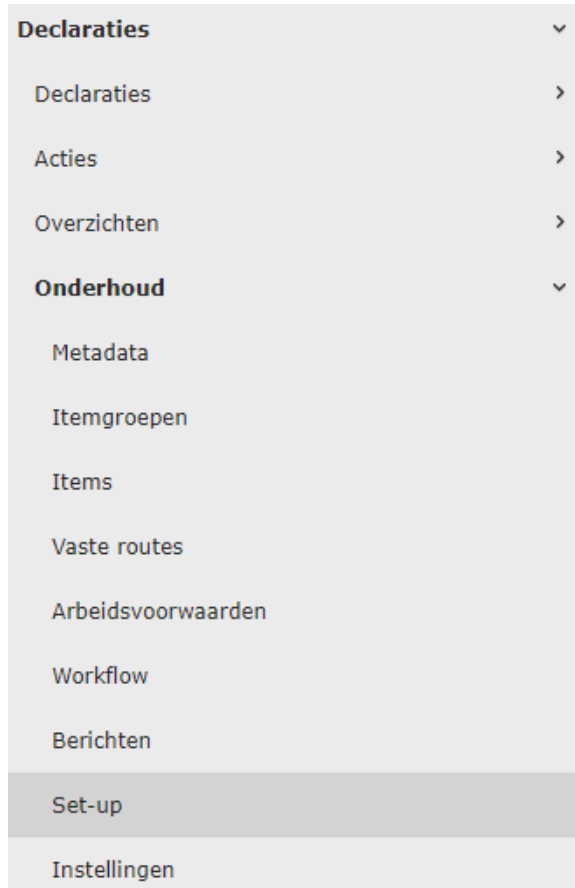 Declaraties
Declaraties
Acties
Overzichten
Onderhoud
Metadata
Itemgroepen
Items
Vaste routes
Arbeidsvoorwaarden
Workflow
Berichten
Set-up
Instellingen